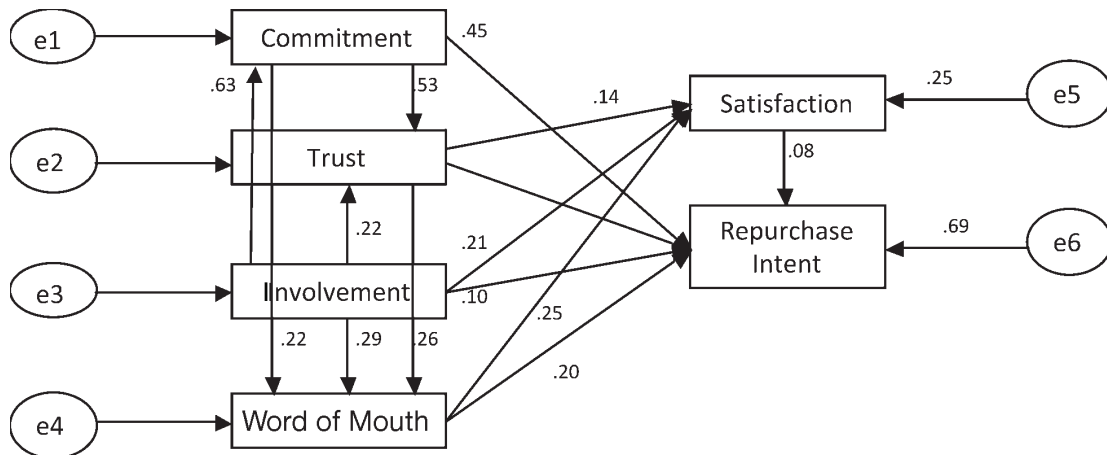 e1
Commitment
.45
.63
.53
.14
Satisfaction
.25
e5
e2
Trust
.08
.22
.21
Repurchase
Intent
.69
e6
e3
IInvolvement
.10
.25
.22
.29
.26
.20
e4
Word of Mouth